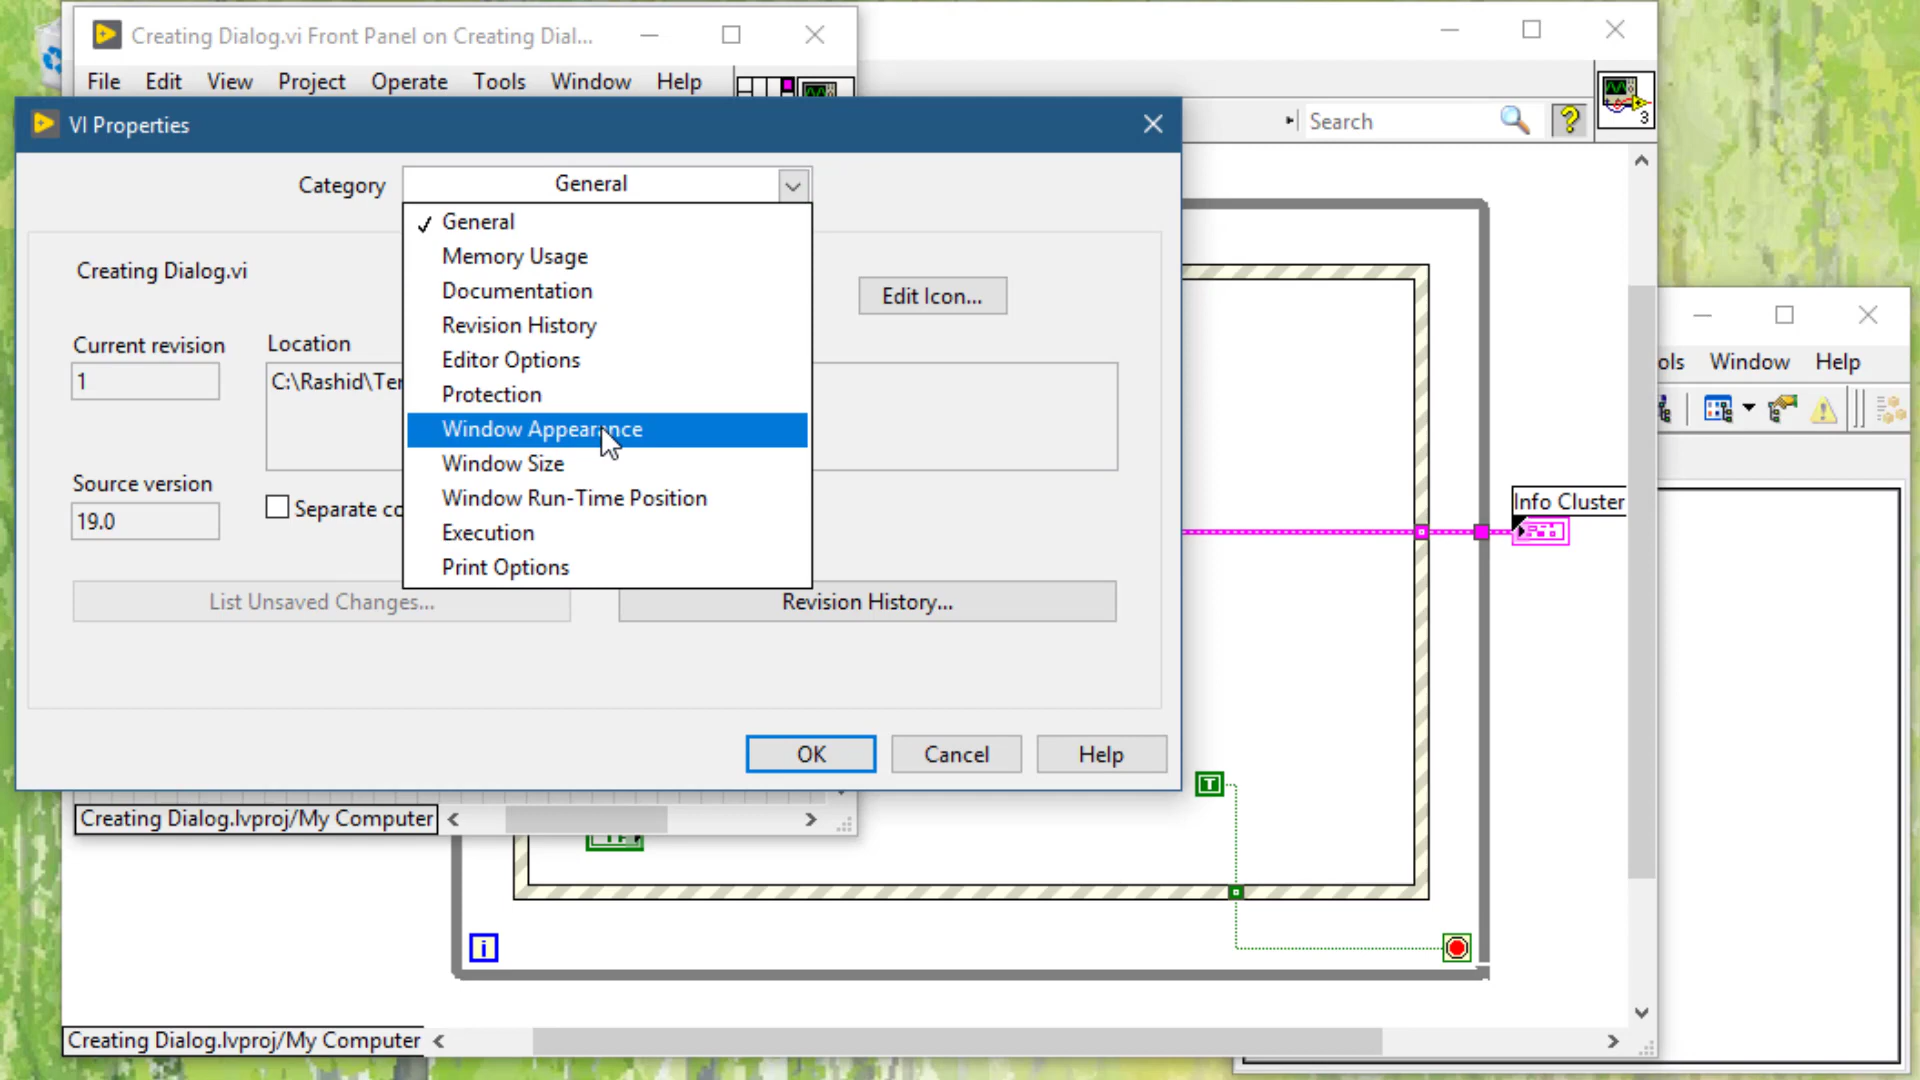 Creating Dialog.vi Front Panel on Creating Dial...
File Edit View Project Operate Tools Window Help
VI Properties
Search
3
Category General
General
Memory Usage
Documentation
Revision History
Editor Options
Protection
Window Appearance
Window Size
Window Run-Time Position
Execution
Print Options
Creating Dialog.vi
Edit Icon...
Current revision
1
Location
C:\Rashid\Ter
Source version
19.0
Separate co
List Unsaved Changes...
Revision History...
OK Cancel Help
ols Window Help
Info Cluster
T
i
Creating Dialog.lvproj/My Computer
Creating Dialog.lvproj/My Computer